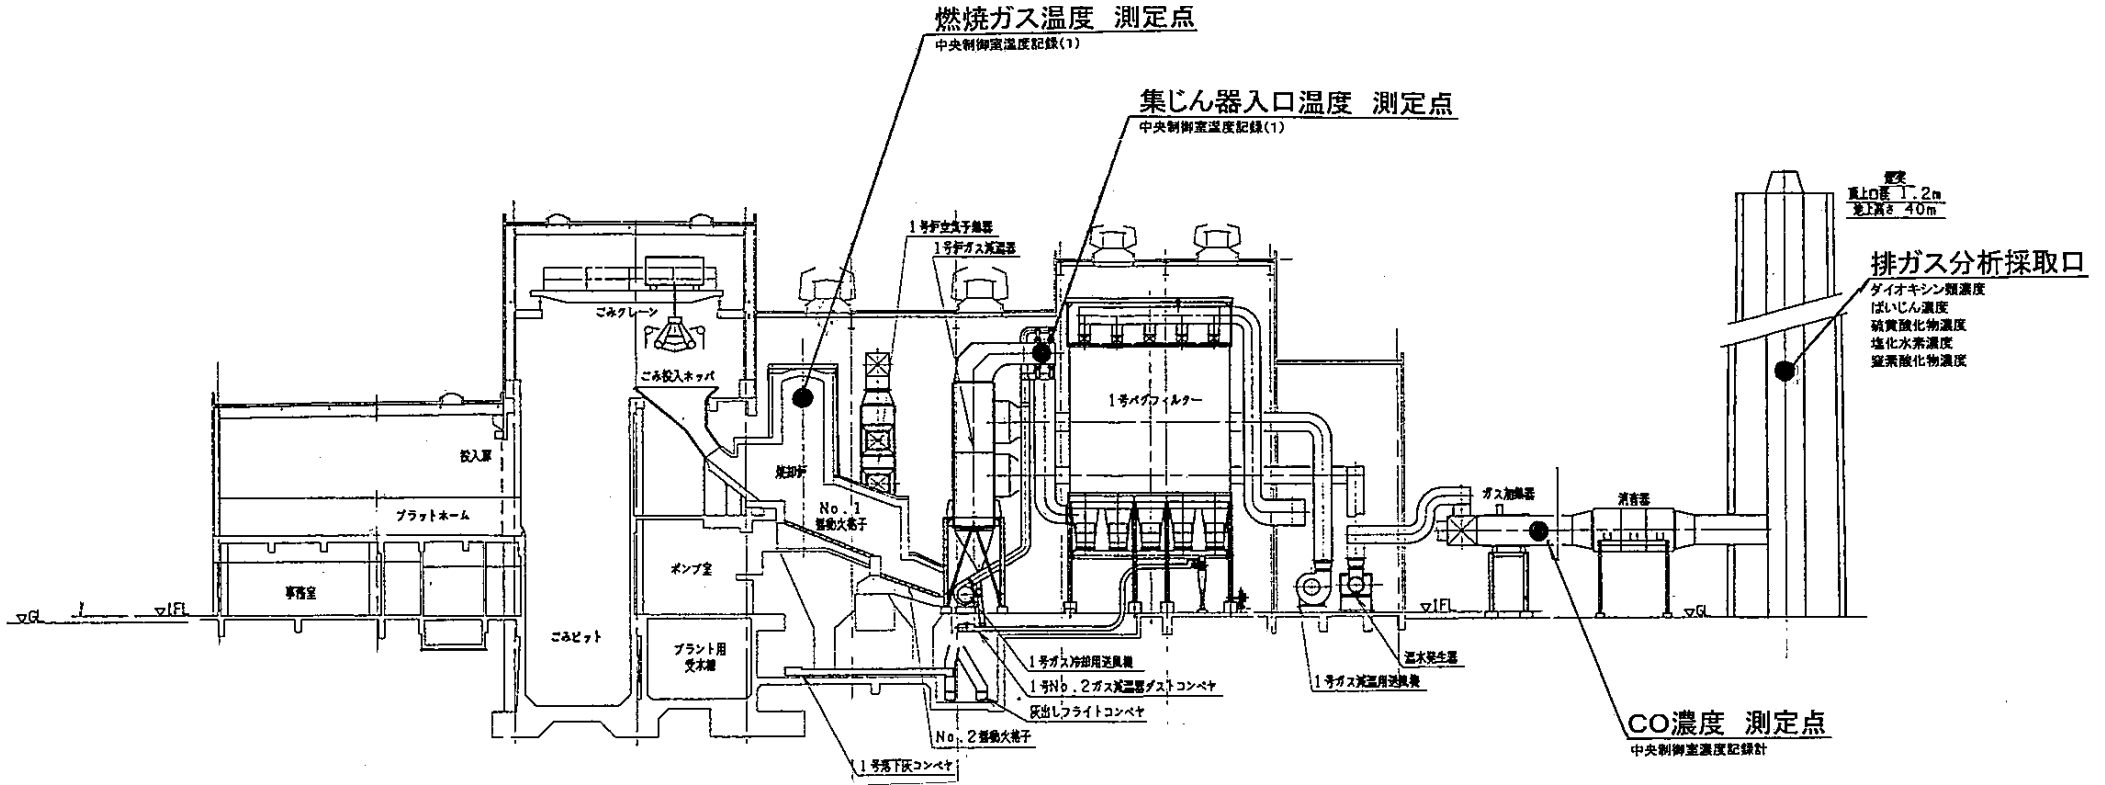 燃焼ガス温度 測定点
中央制御室温度記録(1)
集じん器入口温度 測定点
中央制御室温度記録(1)
煙突
頂上口径 1.2m
地上高さ 40m
排ガス分析採取口
ダイオキシン類濃度
ばいじん濃度
硫黄酸化物濃度
塩化水素濃度
窒素酸化物濃度
1号炉空気予熱器
1号炉ガス減温器
ごみクレーン
ごみ投入ホッパ
1号バグフィルター
投入扉
焼却炉
プラットホーム
No.1
揺動火格子
ガス加熱器
消音器
事務室
ポンプ室
▽GL
▽1FL
▽1FL
▽GL
ごみピット
プラント用
受水槽
1号ガス冷却用送風機
温水発生器
1号No.2ガス減温器ダストコンベヤ
1号ガス減温用送風機
灰出しフライトコンベヤ
No.2揺動火格子
1号落下灰コンベヤ
CO濃度 測定点
中央制御室濃度記録計